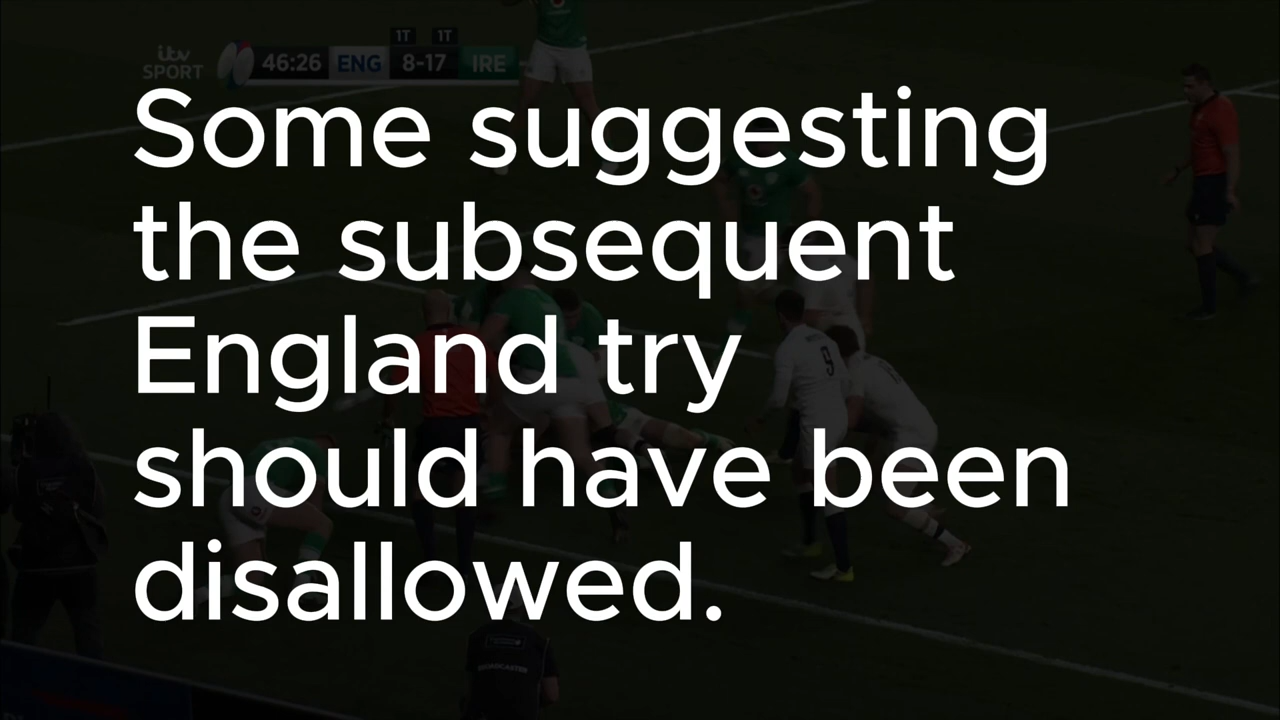 1T 1T
itv
SPORT
46:26 ENG 8-17 IRE
Some suggesting
the subsequent
England try
should have been
disallowed.
9